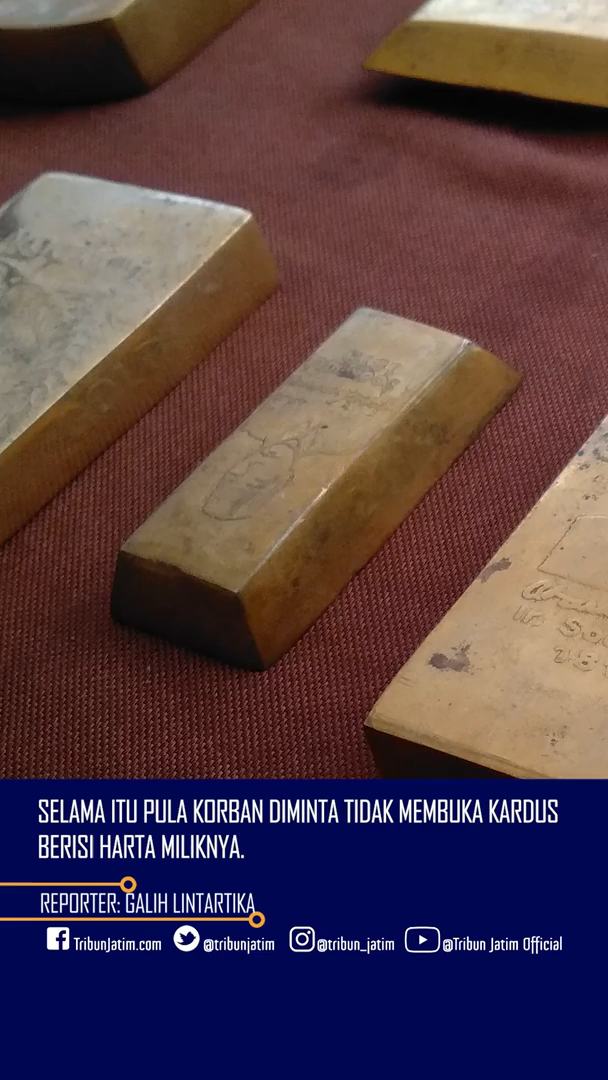 SELAMA ITU PULA KORBAN DIMINTA TIDAK MEMBUKA KARDUS
BERISI HARTA MILIKNYA.
REPORTER: GALIH LINTARTIKA
TribunJatim.com @tribunjatim @tribun_jatim @Tribun Jatim Official